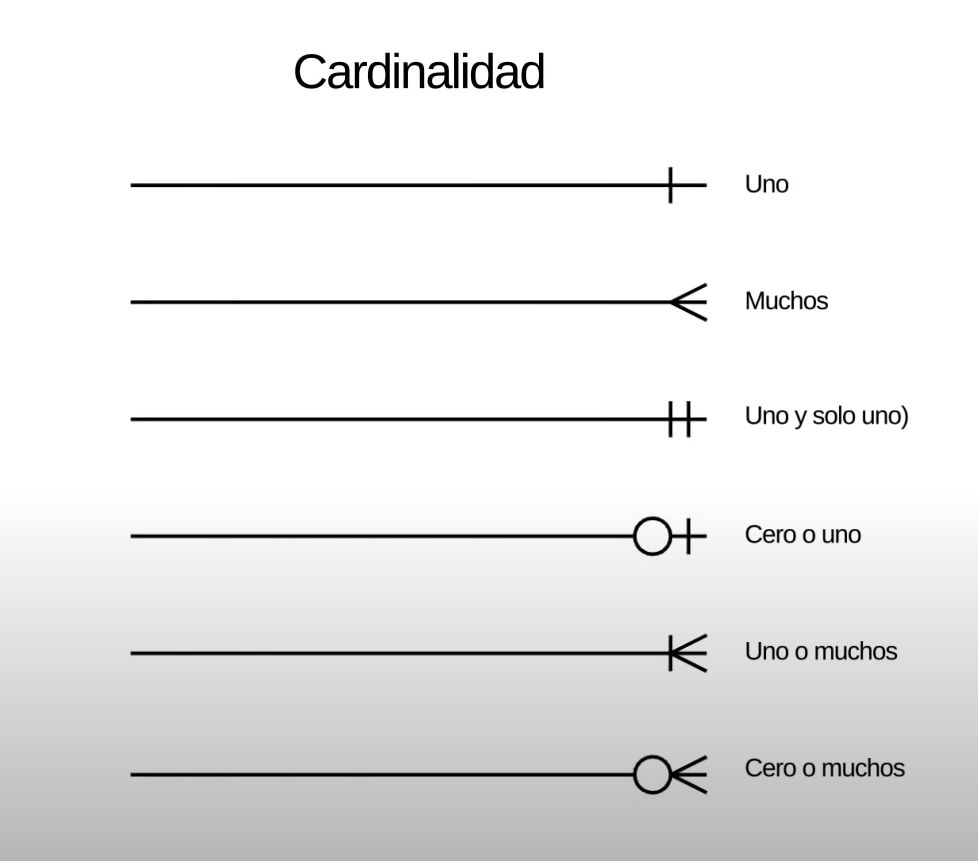 Cardinalidad
Uno
Muchos
Uno y solo uno)
Cero o uno
Uno o muchos
Cero o muchos